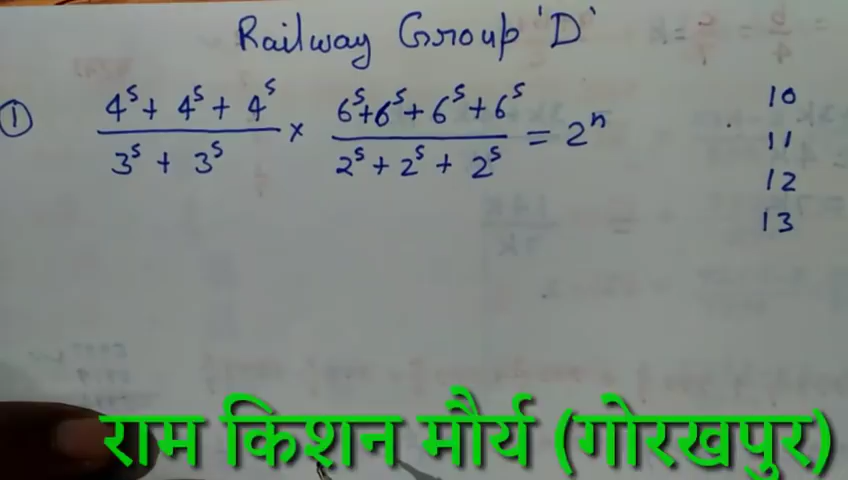 Railway Group 'D'
① (4⁵ + 4⁵ + 4⁵)/(3⁵ + 3⁵) × (6⁵ + 6⁵ + 6⁵ + 6⁵)/(2⁵ + 2⁵ + 2⁵) = 2ⁿ
10
11
12
13
राम किशन मौर्य (गोरखपुर)